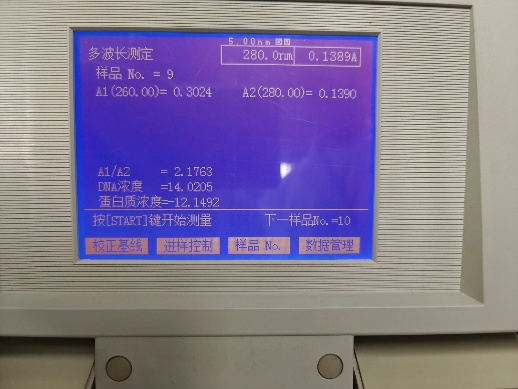 5.00nm
多波长测定 280.0nm 0.1389A
样品 No. = 9
A1(260.00)= 0.3024 A2(280.00)= 0.1390
A1/A2 = 2.1763
DNA浓度 =14.0205
蛋白质浓度=-12.1492
按[START]键开始测量 下一样品No.=10
校正基线 进样控制 样品 No. 数据管理